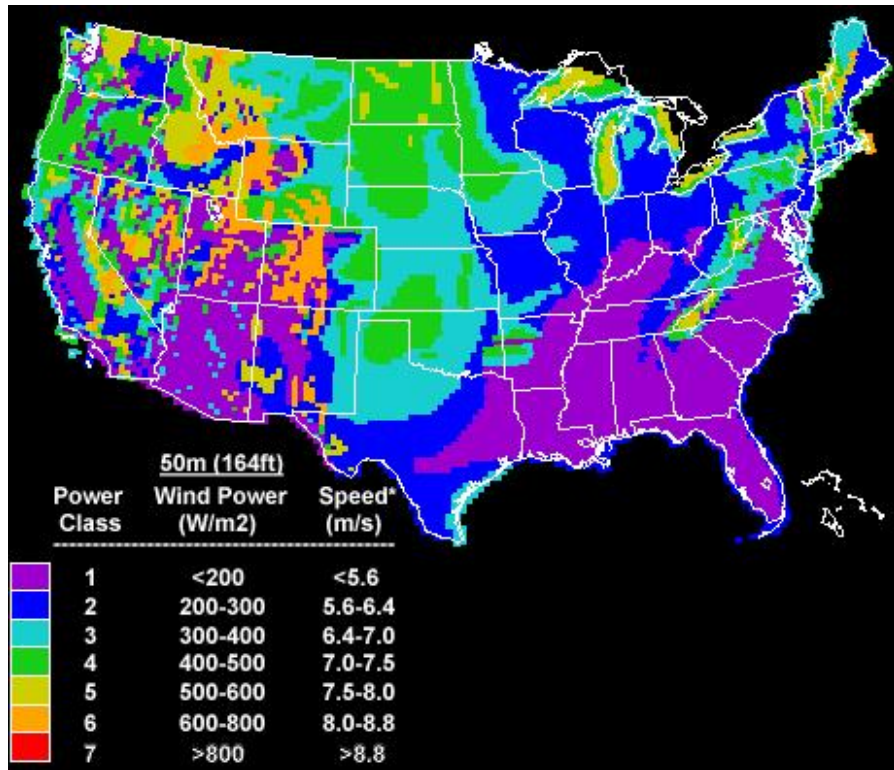 50m (164ft)
Power Wind Power Speed*
Class (W/m2) (m/s)
1 <200 <5.6
2 200-300 5.6-6.4
3 300-400 6.4-7.0
4 400-500 7.0-7.5
5 500-600 7.5-8.0
6 600-800 8.0-8.8
7 >800 >8.8